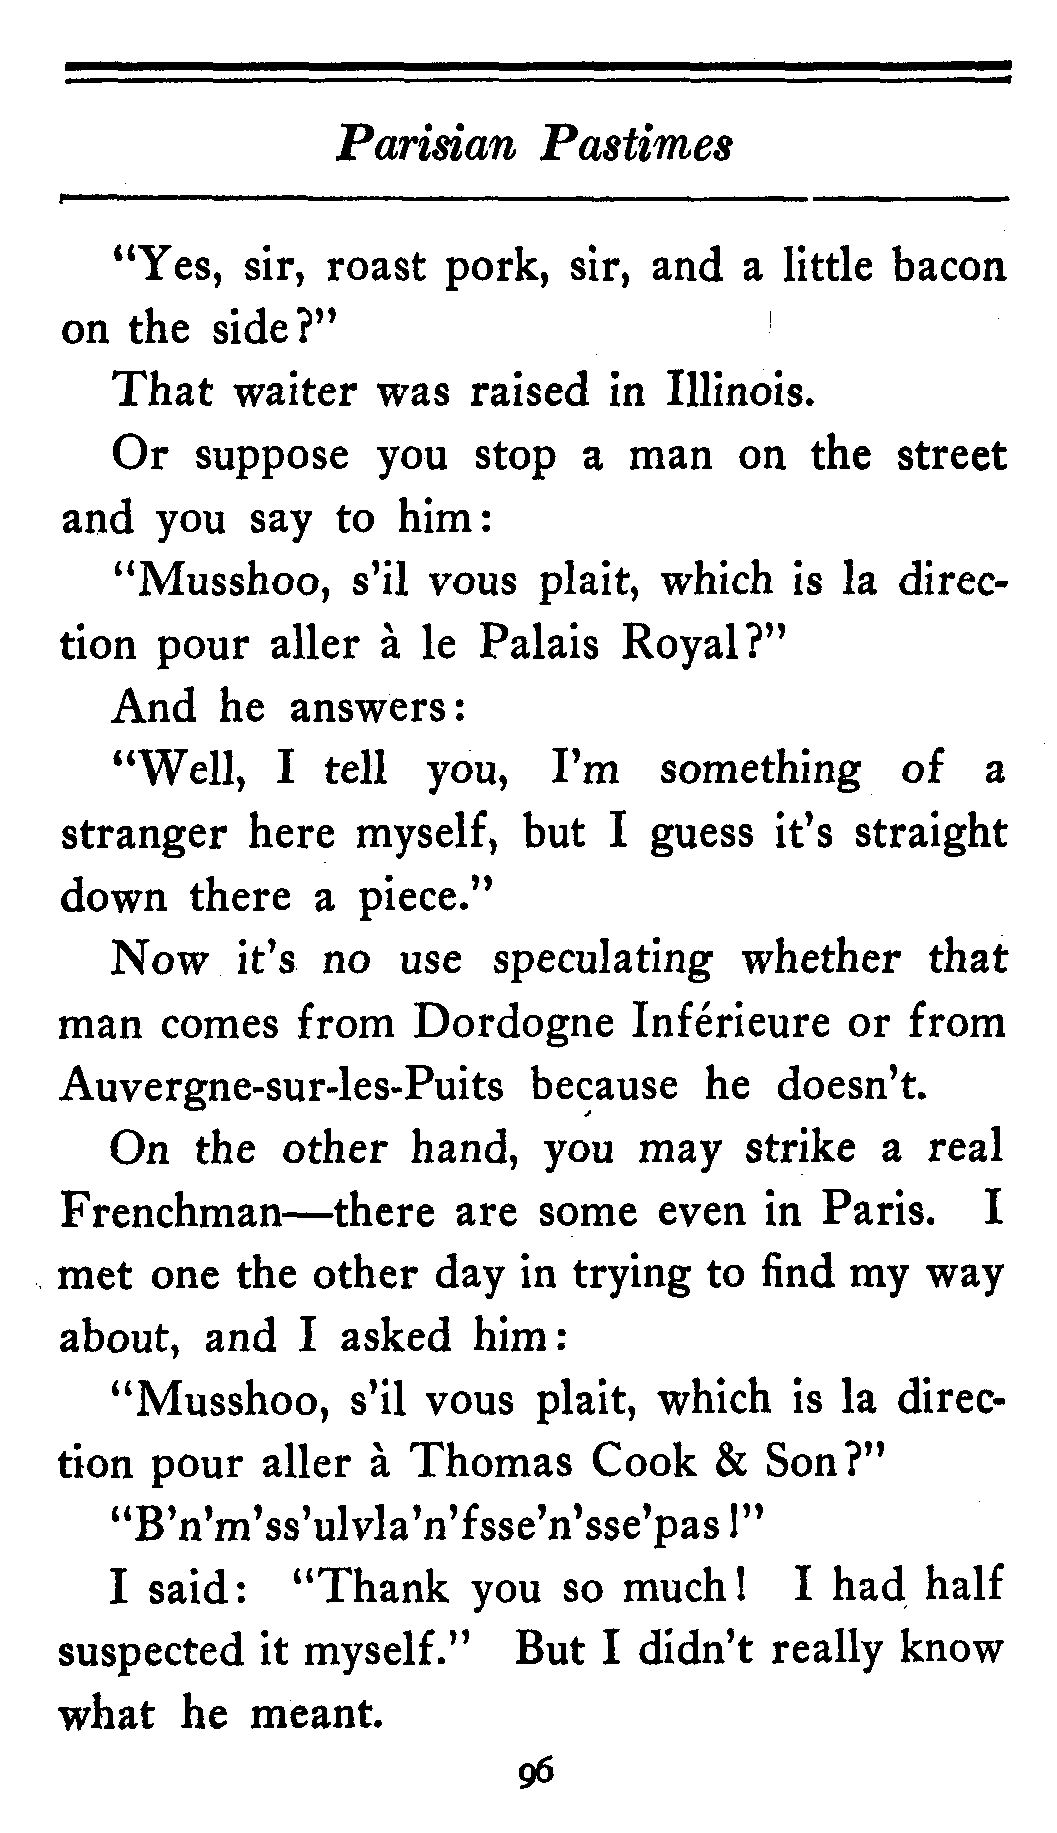 Parisian Pastimes
“Yes, sir, roast pork, sir, and a little bacon
on the side?”
That waiter was raised in Illinois.
Or suppose you stop a man on the street
and you say to him:
“Musshoo, s’il vous plait, which is la direc-
tion pour aller à le Palais Royal?”
And he answers:
“Well, I tell you, I’m something of a
stranger here myself, but I guess it’s straight
down there a piece.”
Now it’s no use speculating whether that
man comes from Dordogne Inférieure or from
Auvergne-sur-les-Puits because he doesn’t.
On the other hand, you may strike a real
Frenchman—there are some even in Paris. I
met one the other day in trying to find my way
about, and I asked him:
“Musshoo, s’il vous plait, which is la direc-
tion pour aller à Thomas Cook & Son?”
“B’n’m’ss’ulvla’n’fsse’n’sse’pas!”
I said: “Thank you so much! I had half
suspected it myself.” But I didn’t really know
what he meant.
96